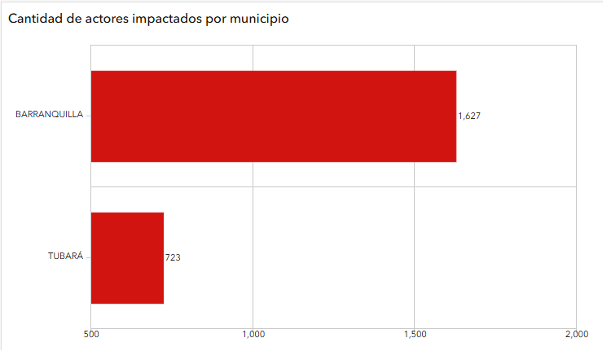 Cantidad de actores impactados por municipio
BARRANQUILLA
1,627
TUBARÁ
723
500
1,000
1,500
2,000